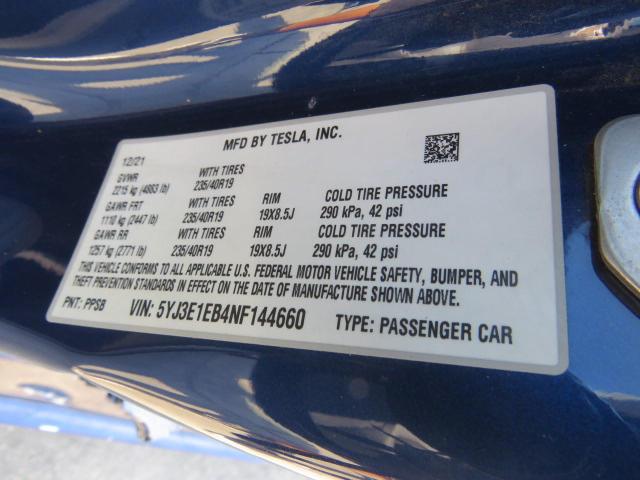 MFD BY TESLA, INC.
12/21
GVWR WITH TIRES
2215 kg (4883 lb) 235/40R19 RIM COLD TIRE PRESSURE
GAWR FRT WITH TIRES 19X8.5J 290 kPa, 42 psi
1110 kg (2447 lb) 235/40R19 RIM COLD TIRE PRESSURE
GAWR RR WITH TIRES 19X8.5J 290 kPa, 42 psi
1257 kg (2771 lb) 235/40R19
THIS VEHICLE CONFORMS TO ALL APPLICABLE U.S. FEDERAL MOTOR VEHICLE SAFETY, BUMPER, AND
THEFT PREVENTION STANDARDS IN EFFECT ON THE DATE OF MANUFACTURE SHOWN ABOVE.
PNT: PPSB VIN: 5YJ3E1EB4NF144660 TYPE: PASSENGER CAR